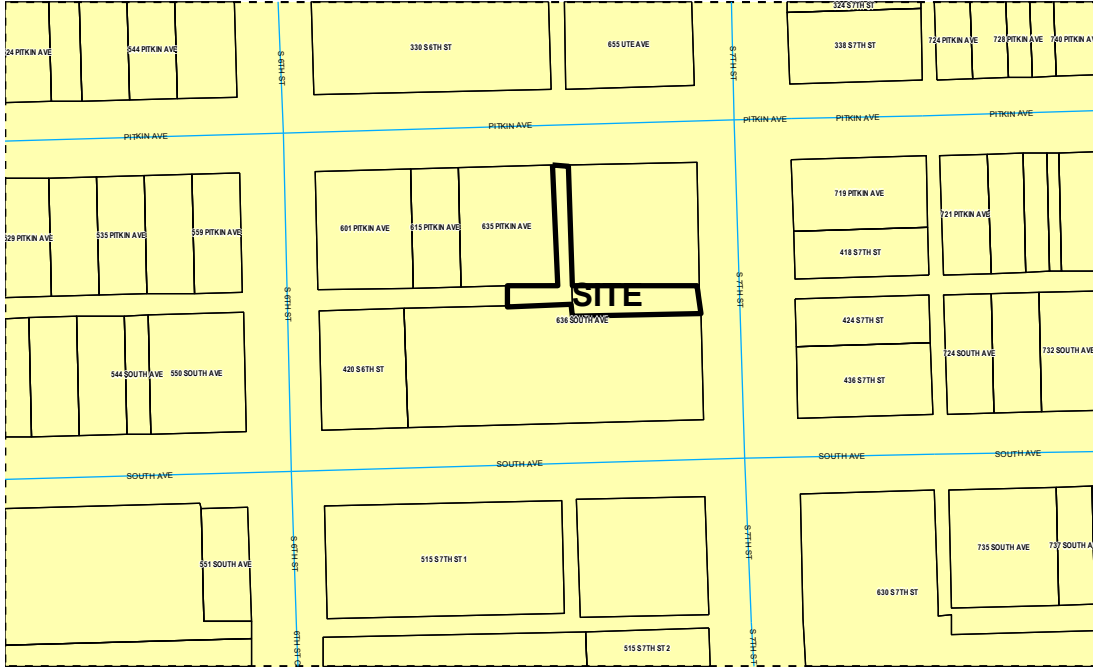 324 S 7TH ST
24 PITKIN AVE
544 PITKIN AVE
330 S 6TH ST
655 UTE AVE
338 S 7TH ST
724 PITKIN AVE
728 PITKIN AVE
740 PITKIN AV
S 6TH ST
S 7TH ST
PITKIN AVE
PITKIN AVE
PITKIN AVE
PITKIN AVE
PITKIN AVE
529 PITKIN AVE
535 PITKIN AVE
559 PITKIN AVE
601 PITKIN AVE
615 PITKIN AVE
635 PITKIN AVE
719 PITKIN AVE
721 PITKIN AVE
418 S 7TH ST
S 6TH ST
S 7TH ST
SITE
636 SOUTH AVE
424 S 7TH ST
544 SOUTH AVE
550 SOUTH AVE
420 S 6TH ST
436 S 7TH ST
724 SOUTH AVE
732 SOUTH AVE
SOUTH AVE
SOUTH AVE
SOUTH AVE
SOUTH AVE
S 6TH ST
S 7TH ST
551 SOUTH AVE
515 S 7TH ST 1
735 SOUTH AVE
737 SOUTH A
630 S 7TH ST
515 S 7TH ST 2
S 7TH ST